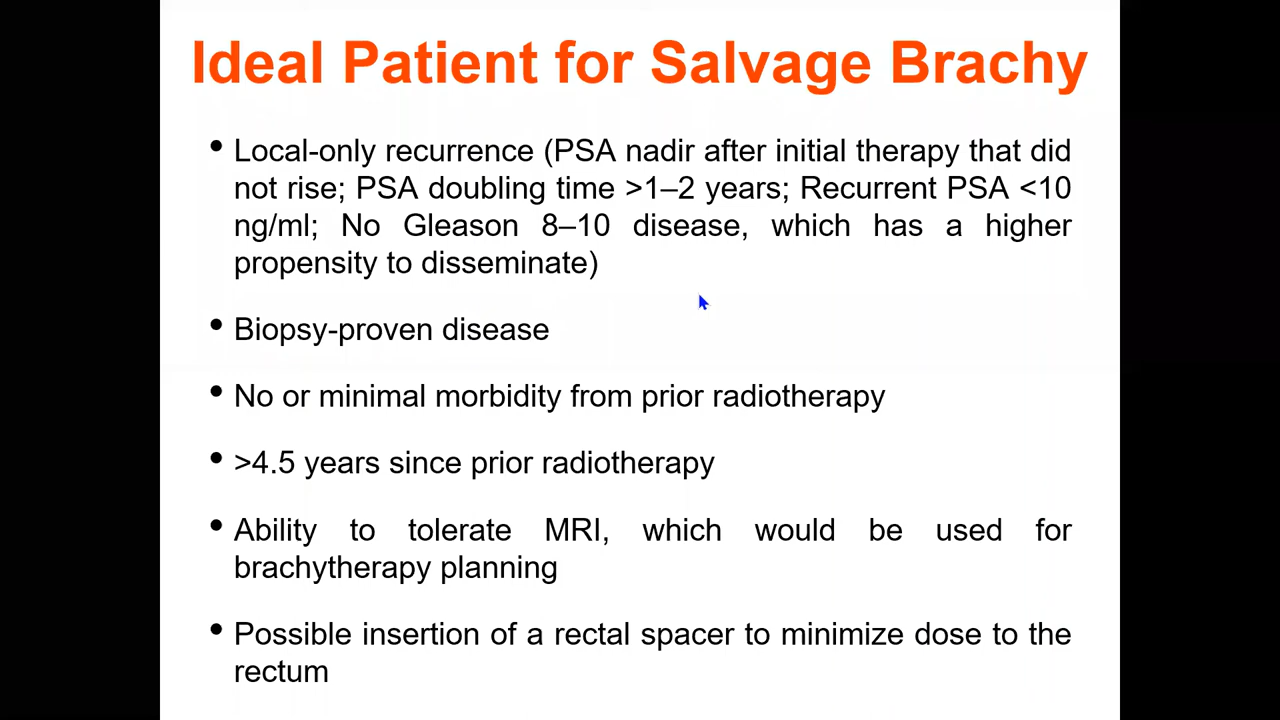 Ideal Patient for Salvage Brachy
• Local-only recurrence (PSA nadir after initial therapy that did
not rise; PSA doubling time >1–2 years; Recurrent PSA <10
ng/ml; No Gleason 8–10 disease, which has a higher
propensity to disseminate)
• Biopsy-proven disease
• No or minimal morbidity from prior radiotherapy
• >4.5 years since prior radiotherapy
• Ability to tolerate MRI, which would be used for
brachytherapy planning
• Possible insertion of a rectal spacer to minimize dose to the
rectum